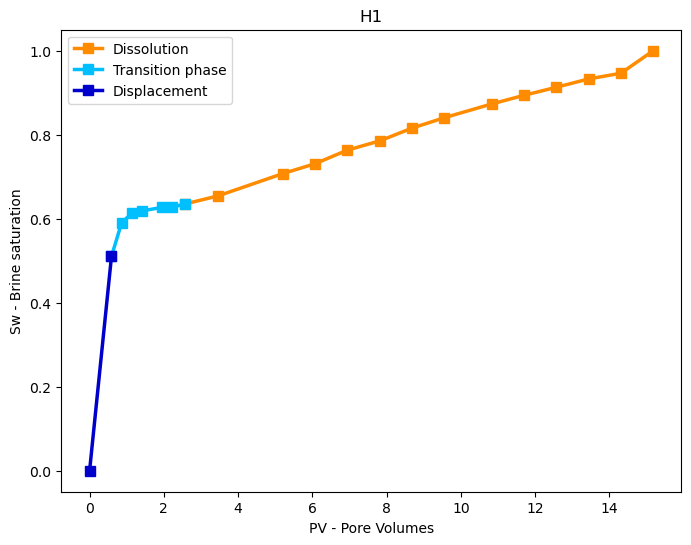 H1
Dissolution
Transition phase
Displacement
1.0
0.8
0.6
0.4
0.2
0.0
Sw - Brine saturation
0 2 4 6 8 10 12 14
PV - Pore Volumes